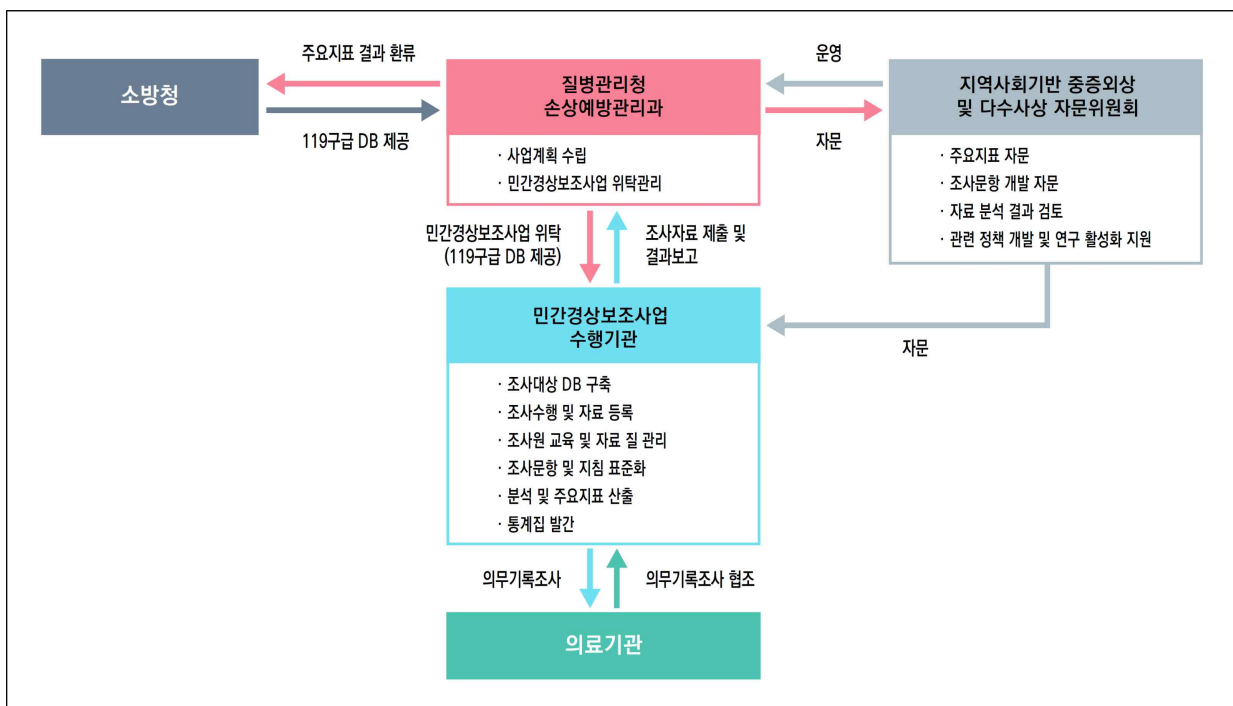 주요지표 결과 환류
소방청
119구급 DB 제공
질병관리청
손상예방관리과
· 사업계획 수립
· 민간경상보조사업 위탁관리
운영
자문
지역사회기반 중증외상
및 다수사상 자문위원회
· 주요지표 자문
· 조사문항 개발 자문
· 자료 분석 결과 검토
· 관련 정책 개발 및 연구 활성화 지원
민간경상보조사업 위탁
(119구급 DB 제공)
조사자료 제출 및
결과보고
자문
민간경상보조사업
수행기관
· 조사대상 DB 구축
· 조사수행 및 자료 등록
· 조사원 교육 및 자료 질 관리
· 조사문항 및 지침 표준화
· 분석 및 주요지표 산출
· 통계집 발간
의무기록조사
의무기록조사 협조
의료기관